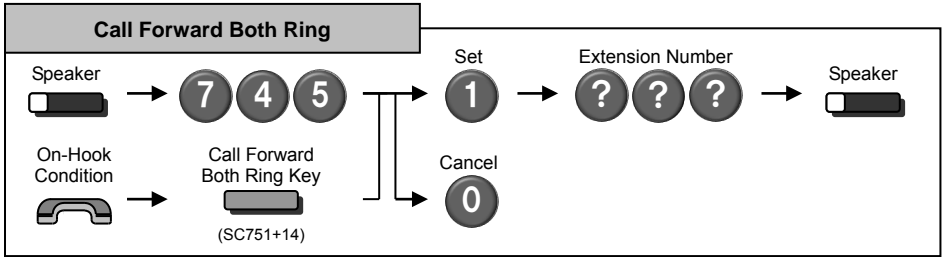 Call Forward Both Ring
Speaker
7 4 5
Set
1
Extension Number
? ? ?
Speaker
On-Hook
Condition
Call Forward
Both Ring Key
(SC751+14)
Cancel
0